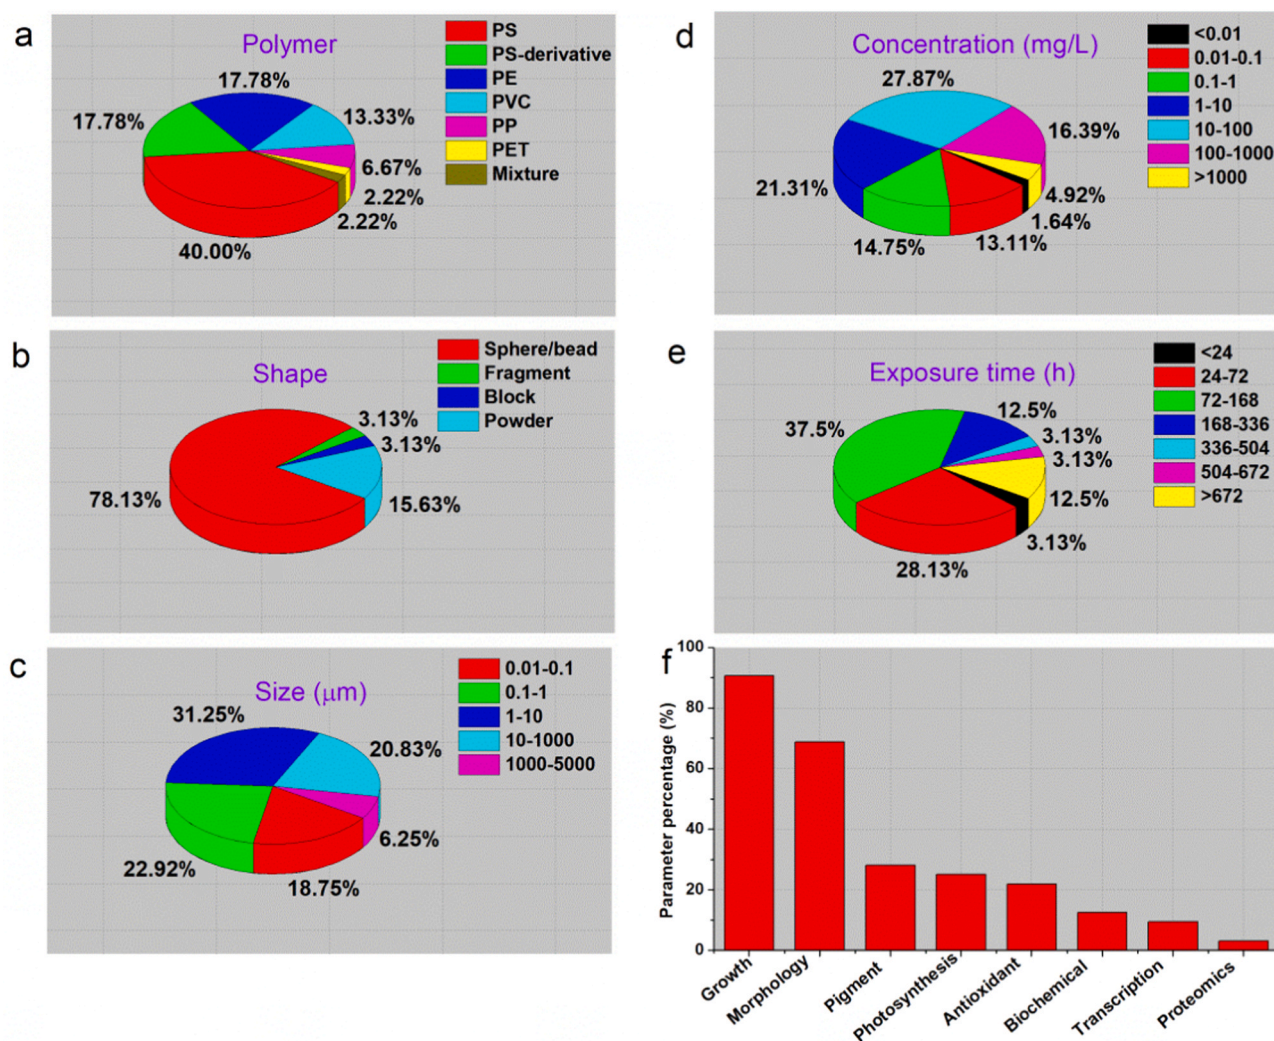 a
Polymer
PS
PS-derivative
PE
PVC
PP
PET
Mixture
17.78%
17.78%
13.33%
6.67%
2.22%
2.22%
40.00%
b
Shape
Sphere/bead
Fragment
Block
Powder
3.13%
3.13%
78.13%
15.63%
c
Size (μm)
0.01-0.1
0.1-1
1-10
10-1000
1000-5000
31.25%
20.83%
6.25%
22.92%
18.75%
d
Concentration (mg/L)
<0.01
0.01-0.1
0.1-1
1-10
10-100
100-1000
>1000
27.87%
16.39%
21.31%
4.92%
1.64%
14.75%
13.11%
e
Exposure time (h)
<24
24-72
72-168
168-336
336-504
504-672
>672
12.5%
37.5%
3.13%
3.13%
12.5%
3.13%
28.13%
f
Parameter percentage (%)
100
80
60
40
20
0
Growth
Morphology
Pigment
Photosynthesis
Antioxidant
Biochemical
Transcription
Proteomics